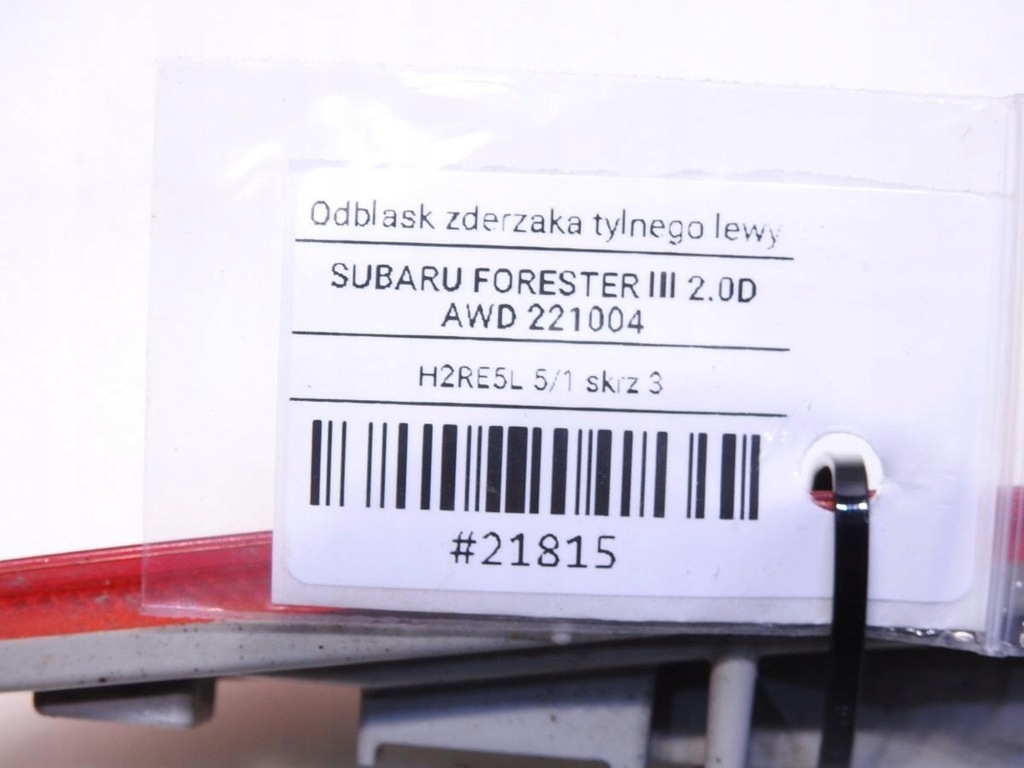 Odblask zderzaka tylnego lewy
SUBARU FORESTER III 2.0D
AWD 221004
H2RE5L 5/1 skrz 3
#21815